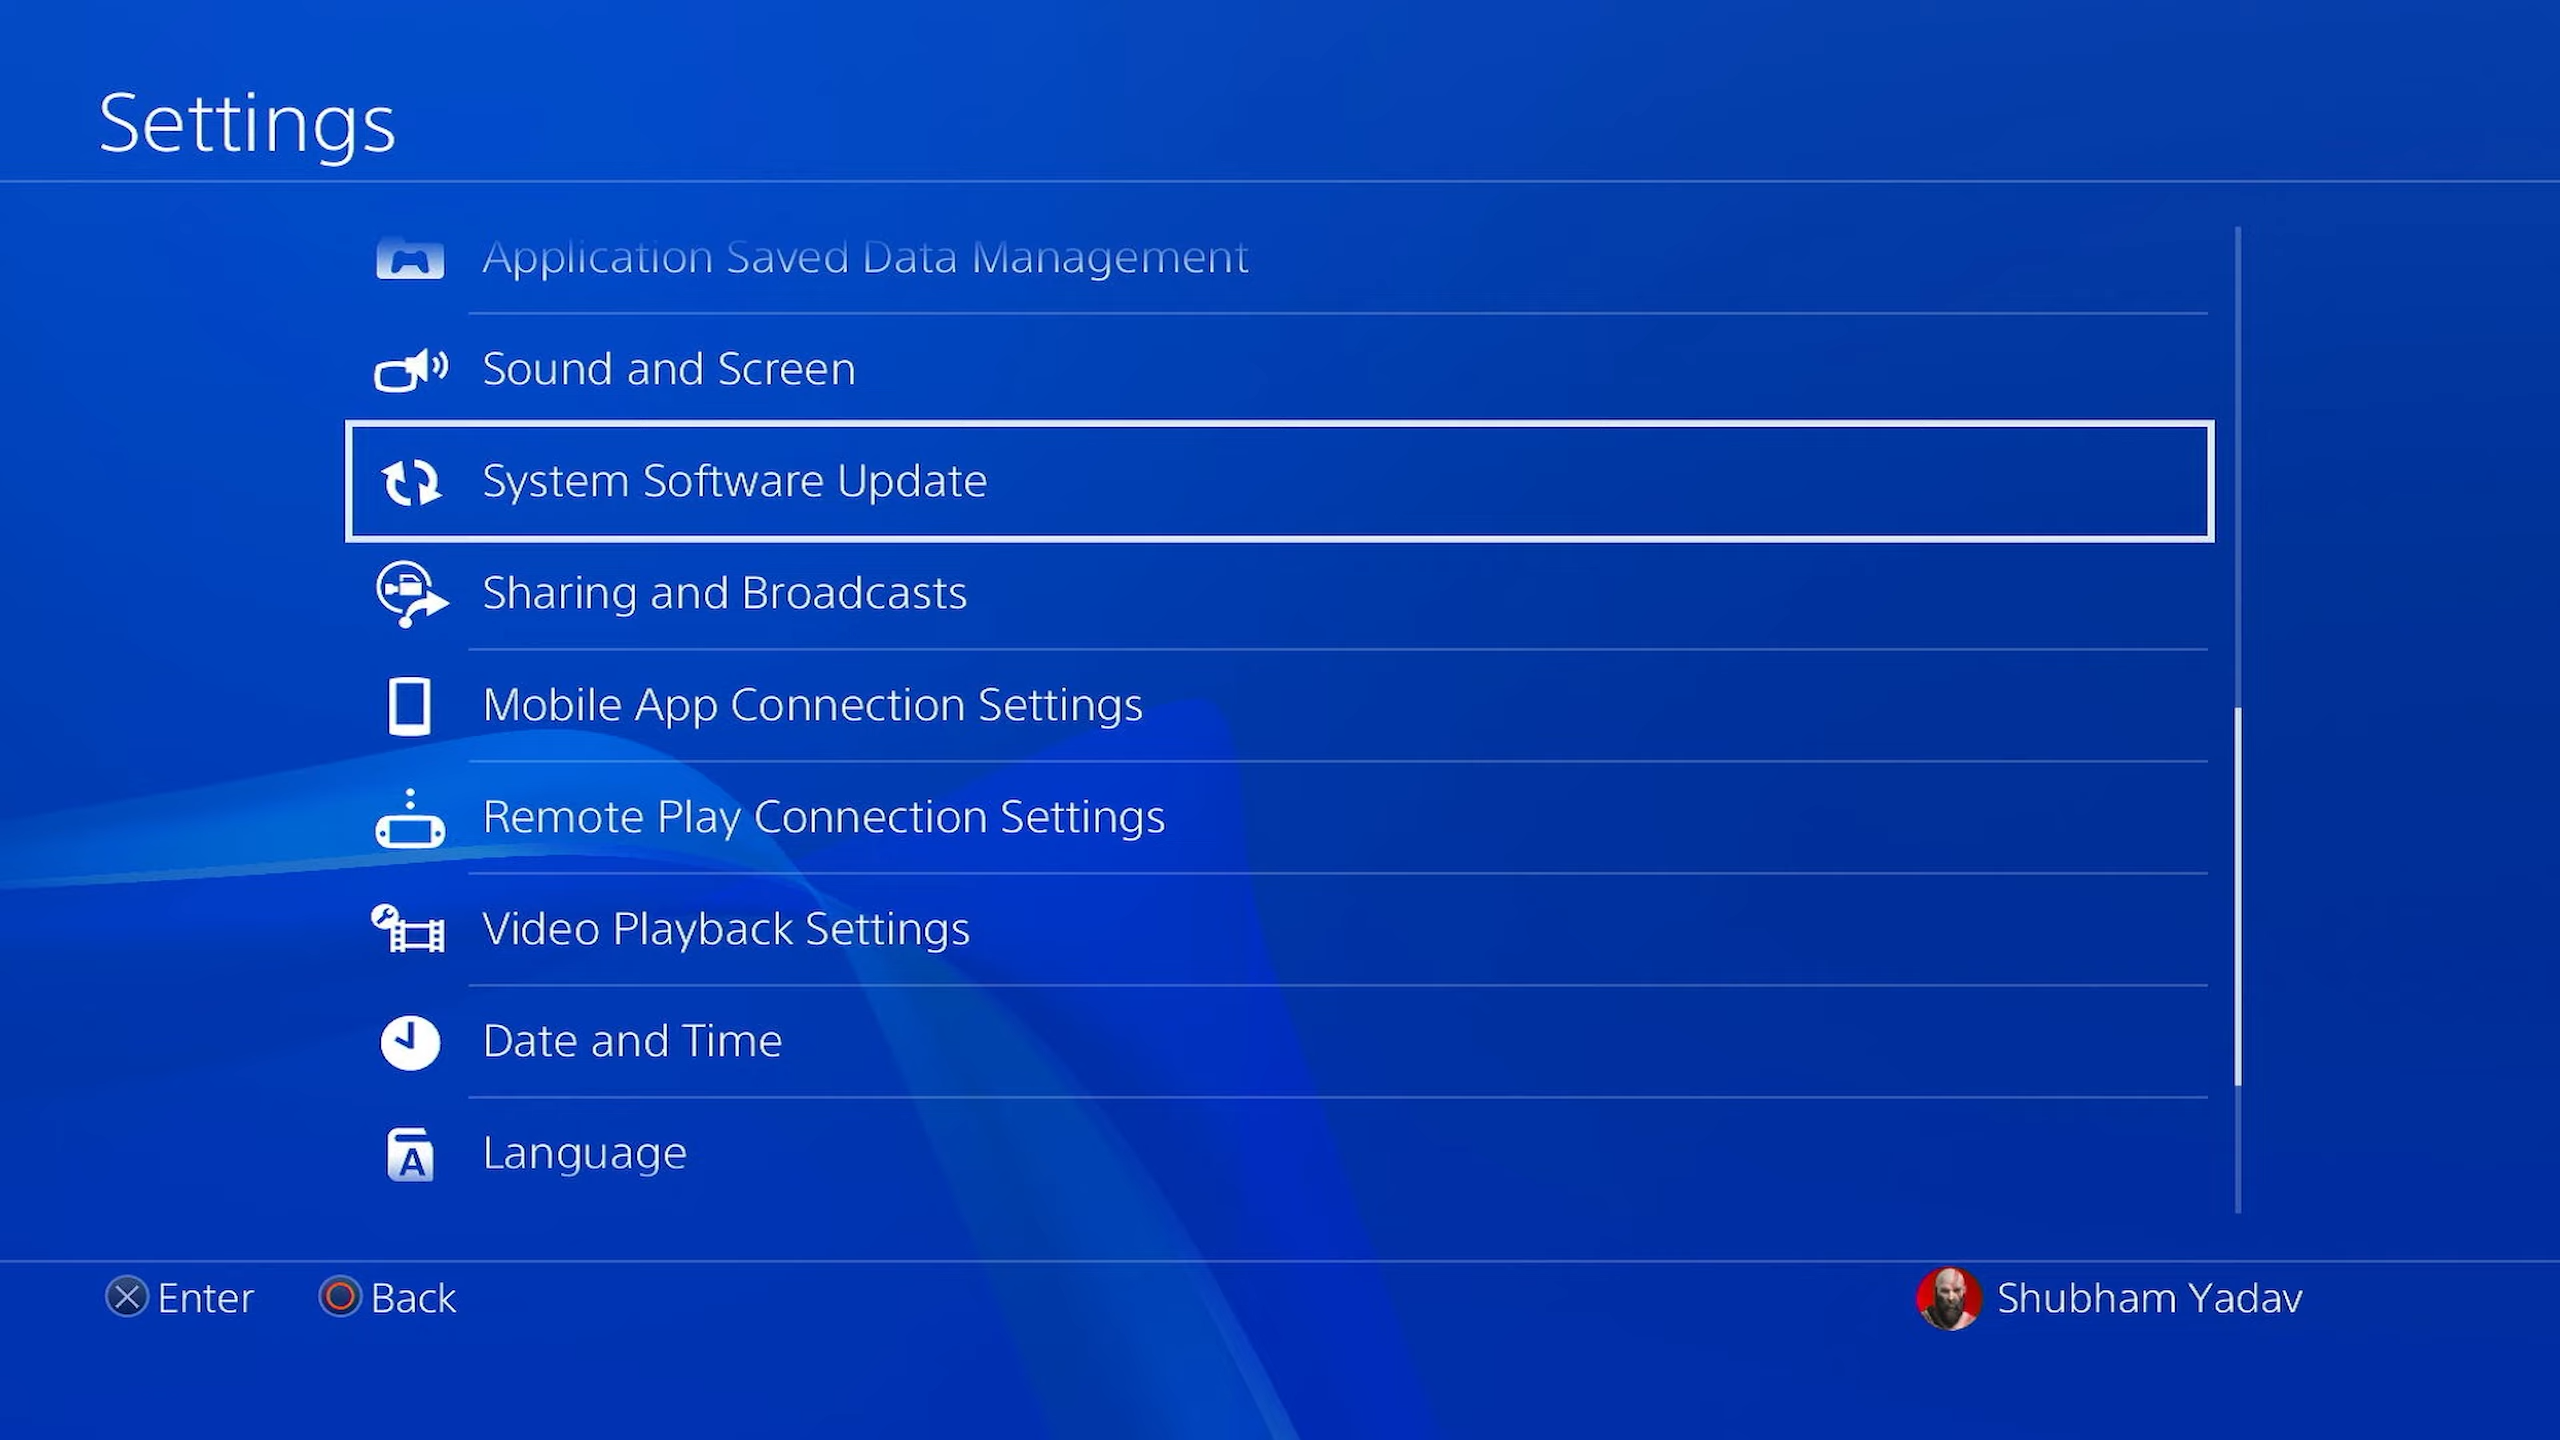 Settings
Application Saved Data Management
Sound and Screen
System Software Update
Sharing and Broadcasts
Mobile App Connection Settings
Remote Play Connection Settings
Video Playback Settings
Date and Time
A Language
Enter Back Shubham Yadav